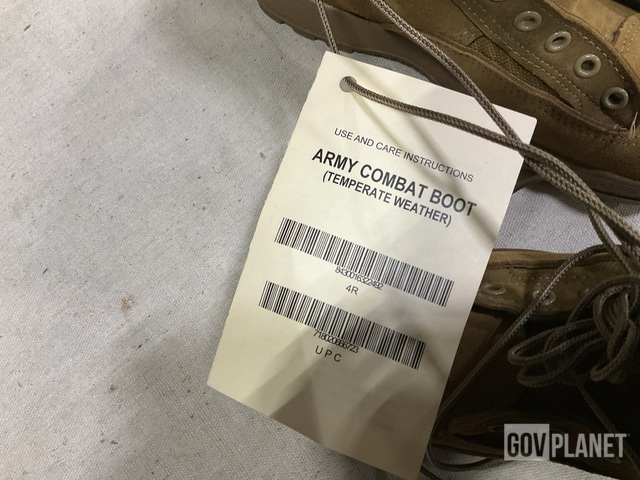 USE AND CARE INSTRUCTIONS
ARMY COMBAT BOOT
(TEMPERATE WEATHER)
4R
UPC
GOVPLANET